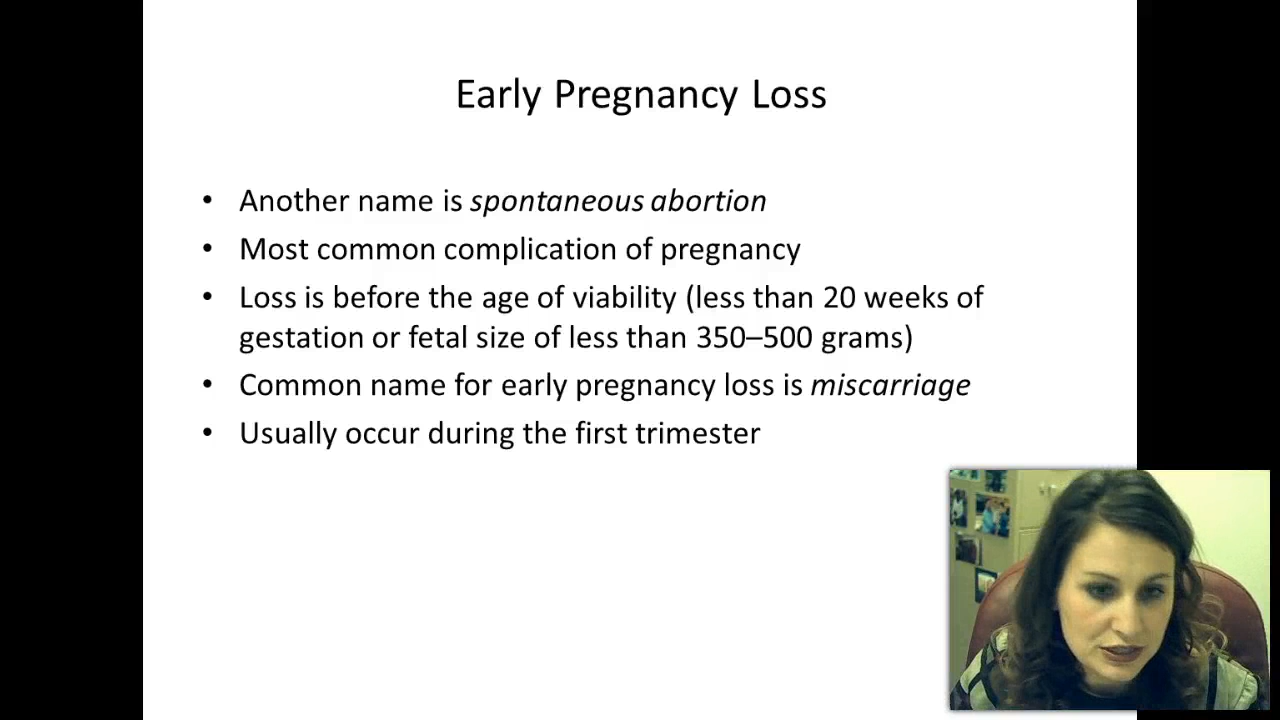 Early Pregnancy Loss
• Another name is spontaneous abortion
• Most common complication of pregnancy
• Loss is before the age of viability (less than 20 weeks of
gestation or fetal size of less than 350–500 grams)
• Common name for early pregnancy loss is miscarriage
• Usually occur during the first trimester